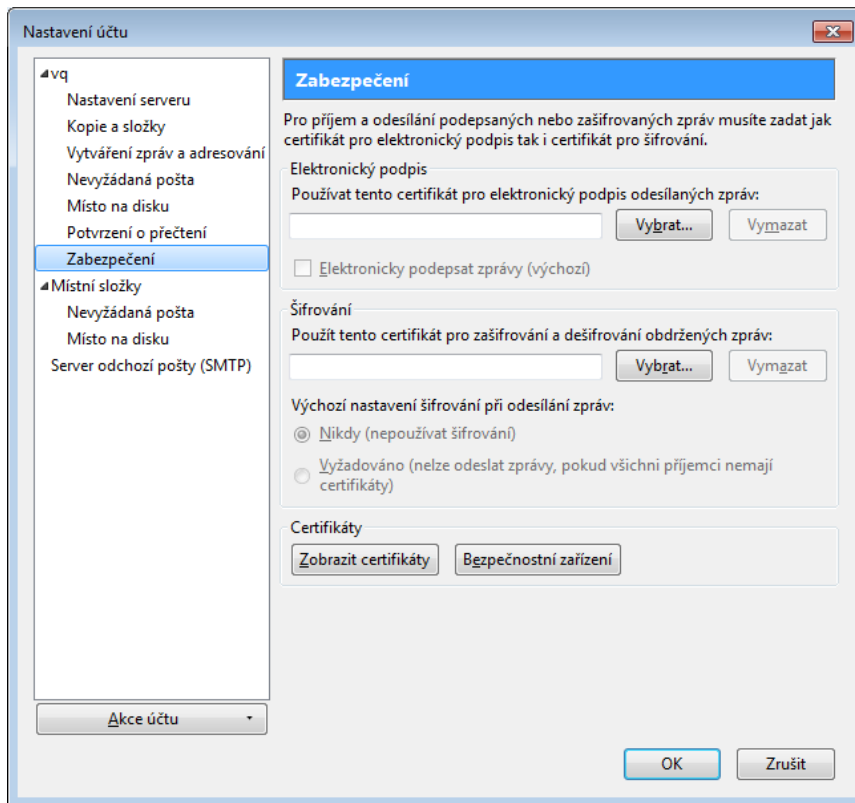 Nastavení účtu
vq
Nastavení serveru
Kopie a složky
Vytváření zpráv a adresování
Nevyžádaná pošta
Místo na disku
Potvrzení o přečtení
Zabezpečení
Místní složky
Nevyžádaná pošta
Místo na disku
Server odchozí pošty (SMTP)
Akce účtu
Zabezpečení
Pro příjem a odesílání podepsaných nebo zašifrovaných zpráv musíte zadat jak
certifikát pro elektronický podpis tak i certifikát pro šifrování.
Elektronický podpis
Používat tento certifikát pro elektronický podpis odesílaných zpráv:
Vybrat... Vymazat
Elektronicky podepsat zprávy (výchozí)
Šifrování
Použít tento certifikát pro zašifrování a dešifrování obdržených zpráv:
Vybrat... Vymazat
Výchozí nastavení šifrování při odesílání zpráv:
Nikdy (nepoužívat šifrování)
Vyžadováno (nelze odeslat zprávy, pokud všichni příjemci nemají
certifikáty)
Certifikáty
Zobrazit certifikáty Bezpečnostní zařízení
OK Zrušit